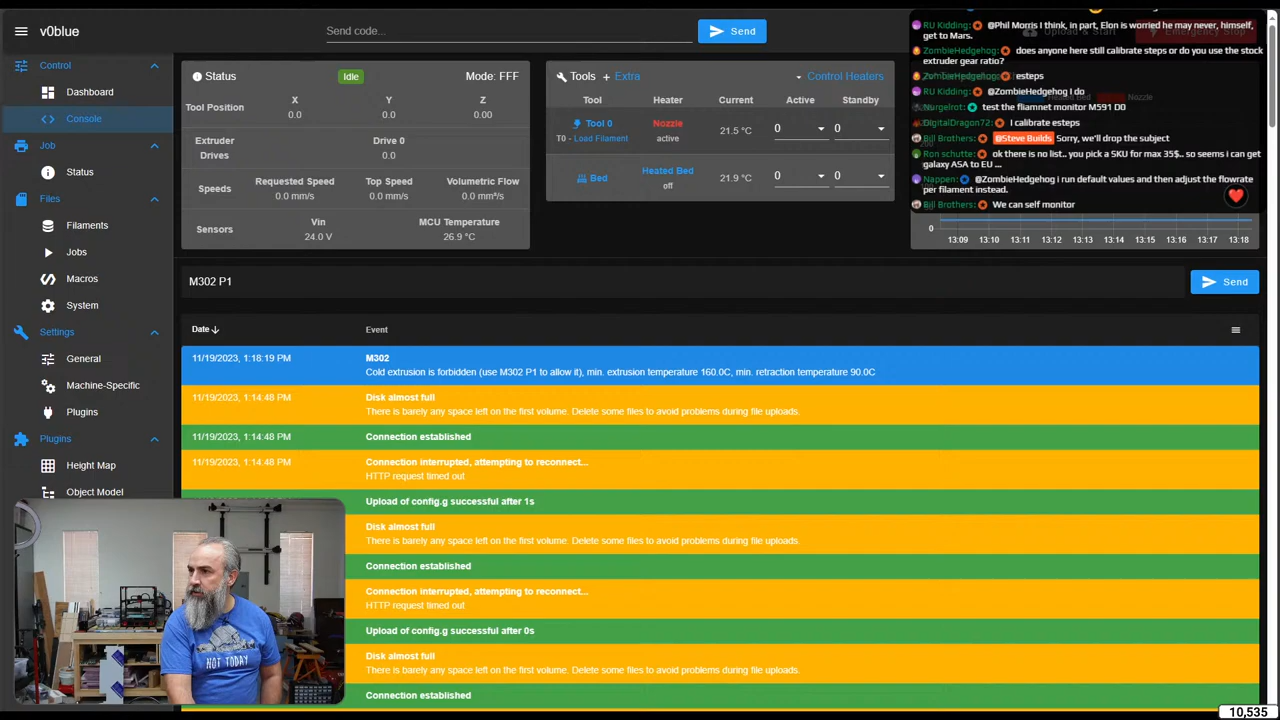 v0blue
Send code...
Send
Upload & Start
Emergency Stop
Control
Dashboard
Console
Job
Status
Files
Filaments
Jobs
Macros
System
Settings
General
Machine-Specific
Plugins
Plugins
Height Map
Object Model
Status
Idle
Mode: FFF
Tool Position
X
Y
Z
0.0
0.0
0.00
Extruder
Drives
Drive 0
0.0
Speeds
Requested Speed
Top Speed
Volumetric Flow
0.0 mm/s
0.0 mm/s
0.0 mm³/s
Sensors
Vin
MCU Temperature
24.0 V
26.9 °C
Tools + Extra
Control Heaters
Tool
Heater
Current
Active
Standby
Tool 0
T0 - Load Filament
Nozzle
active
21.5 °C
0
0
Bed
Heated Bed
off
21.9 °C
0
0
RU Kidding: @Phil Morris I think, in part, Elon is worried he may never, himself,
get to Mars.
ZombieHedgehog: does anyone here still calibrate steps or do you use the stock
extruder gear ratio?
ZombieHedgehog: esteps
RU Kidding: @ZombieHedgehog I do
Nurgelrot: test the fliamnet monitor M591 D0
DigitalDragon72: I calibrate esteps
Bill Brothers: @Steve Builds Sorry, we'll drop the subject
Ron schutte: ok there is no list.. you pick a SKU for max 35$.. so seems i can get
galaxy ASA to EU ...
Nappen: @ZombieHedgehog i run default values and then adjust the flowrate
per filament instead.
Bill Brothers: We can self monitor
Nozzle
0
13:09 13:10 13:11 13:12 13:13 13:14 13:15 13:16 13:17 13:18
M302 P1
Send
Date
Event
11/19/2023, 1:18:19 PM
M302
Cold extrusion is forbidden (use M302 P1 to allow it), min. extrusion temperature 160.0C, min. retraction temperature 90.0C
11/19/2023, 1:14:48 PM
Disk almost full
There is barely any space left on the first volume. Delete some files to avoid problems during file uploads.
11/19/2023, 1:14:48 PM
Connection established
11/19/2023, 1:14:48 PM
Connection interrupted, attempting to reconnect...
HTTP request timed out
Upload of config.g successful after 1s
Disk almost full
There is barely any space left on the first volume. Delete some files to avoid problems during file uploads.
Connection established
Connection interrupted, attempting to reconnect...
HTTP request timed out
Upload of config.g successful after 0s
Disk almost full
There is barely any space left on the first volume. Delete some files to avoid problems during file uploads.
Connection established
NOT TODAY
10,535